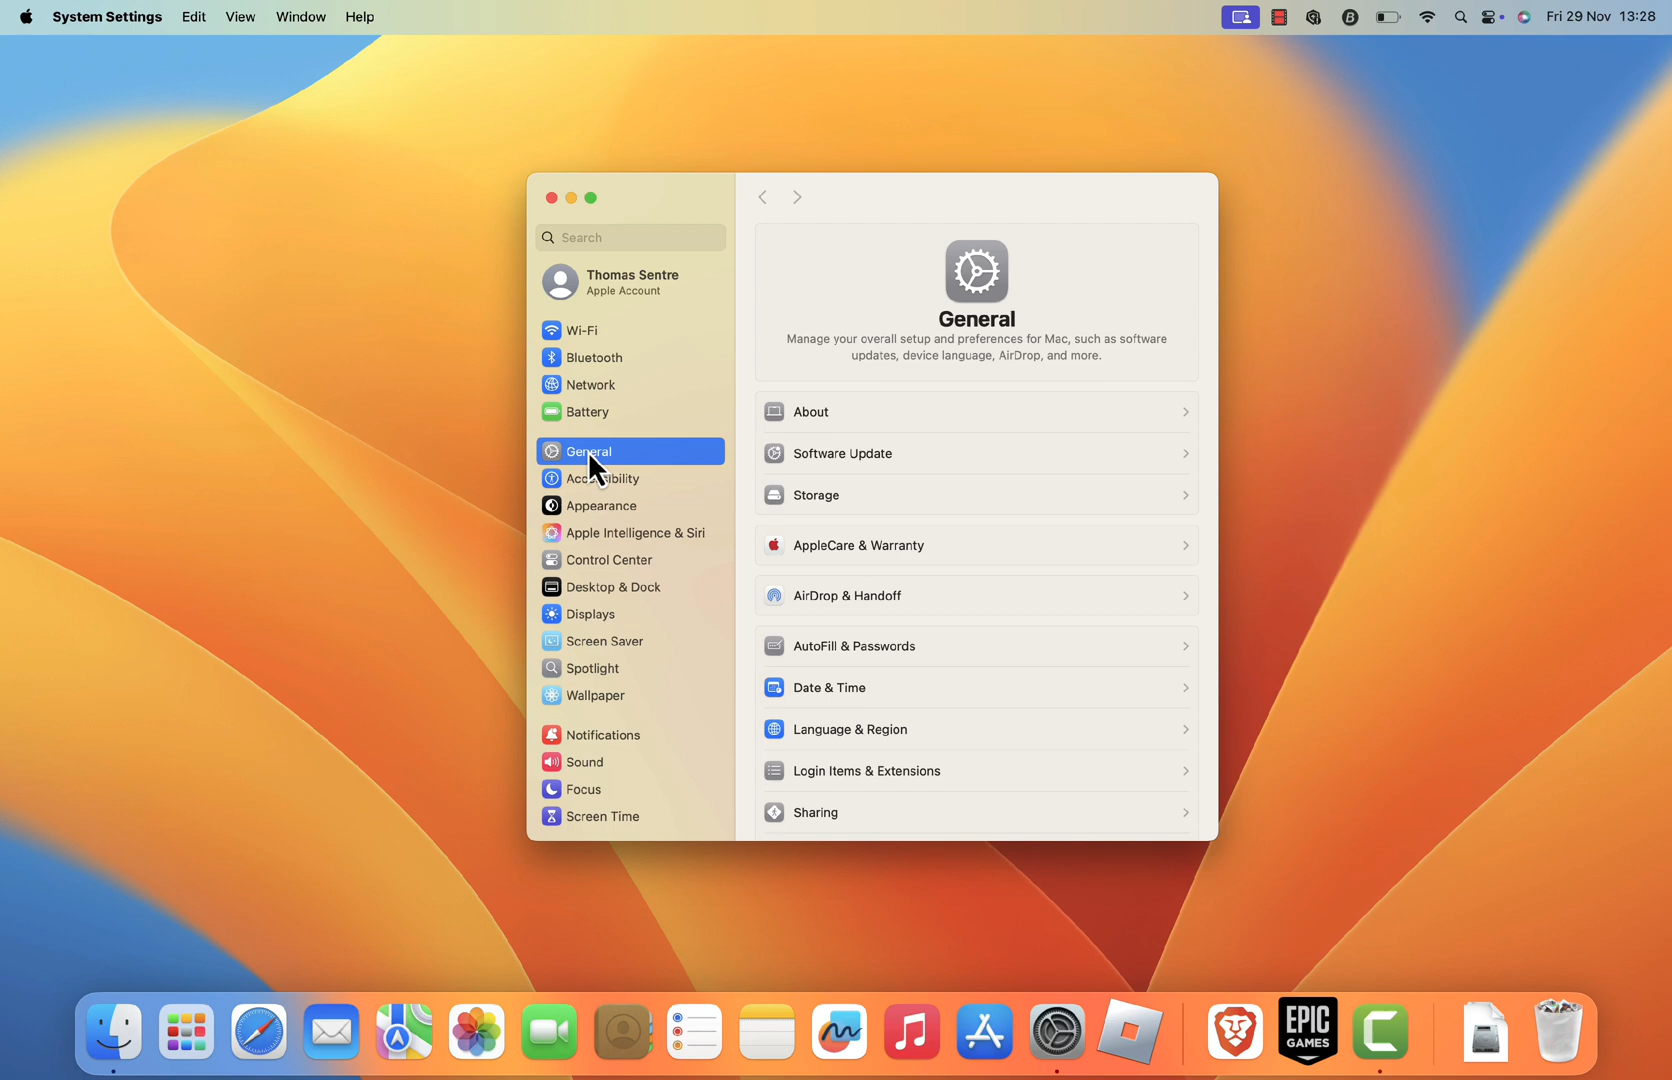 System Settings Edit View Window Help
Fri 29 Nov 13:28
Search
Thomas Sentre
Apple Account
Wi-Fi
Bluetooth
Network
Battery
General
Accessibility
Appearance
Apple Intelligence & Siri
Control Center
Desktop & Dock
Displays
Screen Saver
Spotlight
Wallpaper
Notifications
Sound
Focus
Screen Time
General
Manage your overall setup and preferences for Mac, such as software
updates, device language, AirDrop, and more.
About
Software Update
Storage
AppleCare & Warranty
AirDrop & Handoff
AutoFill & Passwords
Date & Time
Language & Region
Login Items & Extensions
Sharing
EPIC
GAMES